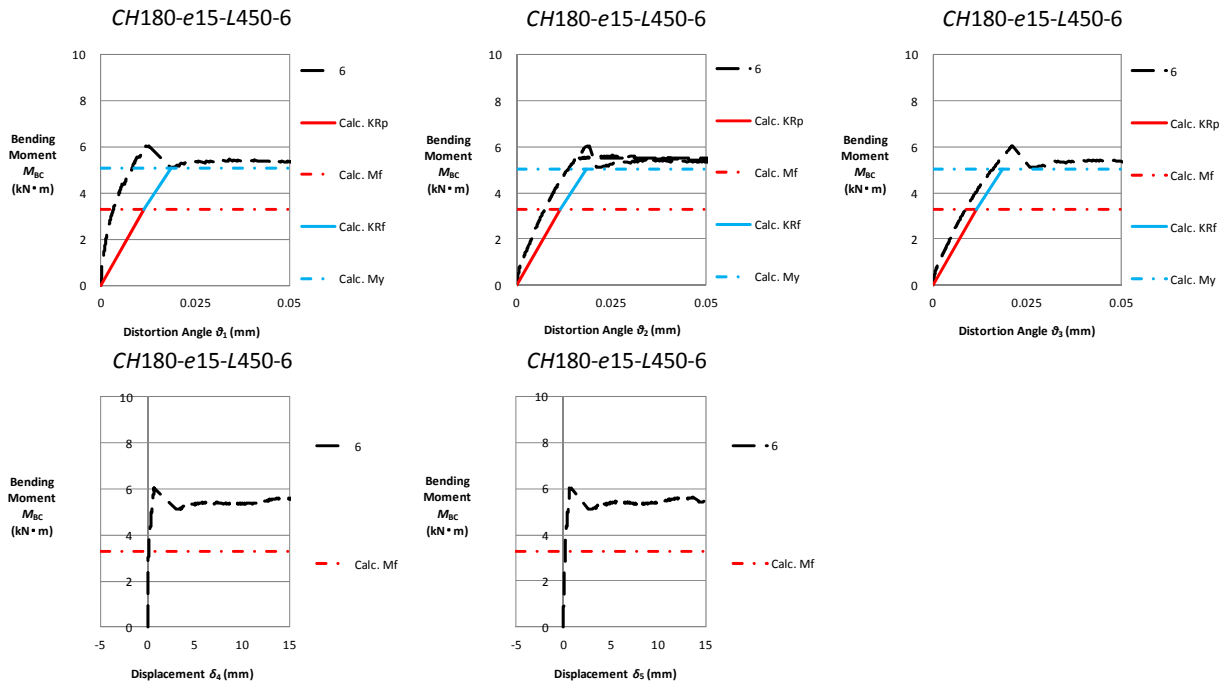 CH180-e15-L450-6
10
8
6
4
2
0
Bending
Moment
MBC
(kN・m)
0 0.025 0.05
Distortion Angle ϑ1 (mm)
6
Calc. KRp
Calc. Mf
Calc. KRf
Calc. My
CH180-e15-L450-6
10
8
6
4
2
0
Bending
Moment
MBC
(kN・m)
0 0.025 0.05
Distortion Angle ϑ2 (mm)
6
Calc. KRp
Calc. Mf
Calc. KRf
Calc. My
CH180-e15-L450-6
10
8
6
4
2
0
Bending
Moment
MBC
(kN・m)
0 0.025 0.05
Distortion Angle ϑ3 (mm)
6
Calc. KRp
Calc. Mf
Calc. KRf
Calc. My
CH180-e15-L450-6
10
8
6
4
2
0
Bending
Moment
MBC
(kN・m)
-5 0 5 10 15
Displacement δ4 (mm)
6
Calc. Mf
CH180-e15-L450-6
10
8
6
4
2
0
Bending
Moment
MBC
(kN・m)
-5 0 5 10 15
Displacement δ5 (mm)
6
Calc. Mf